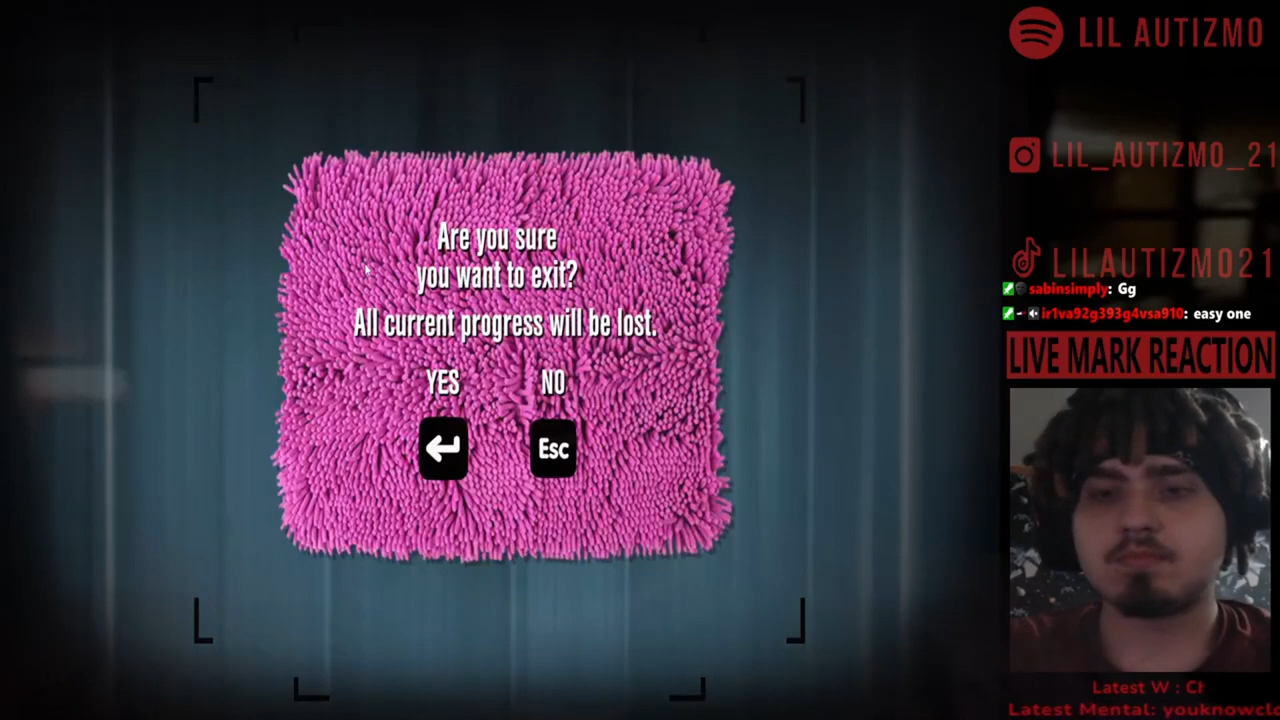 LIL AUTIZMO
LIL_AUTIZMO_21
LILAUTIZMO21
sabinsimply: Gg
ir1va92g393g4vsa910: easy one
LIVE MARK REACTION
Are you sure
you want to exit?
All current progress will be lost.
YES NO
Esc
Latest W :
Latest Mental: